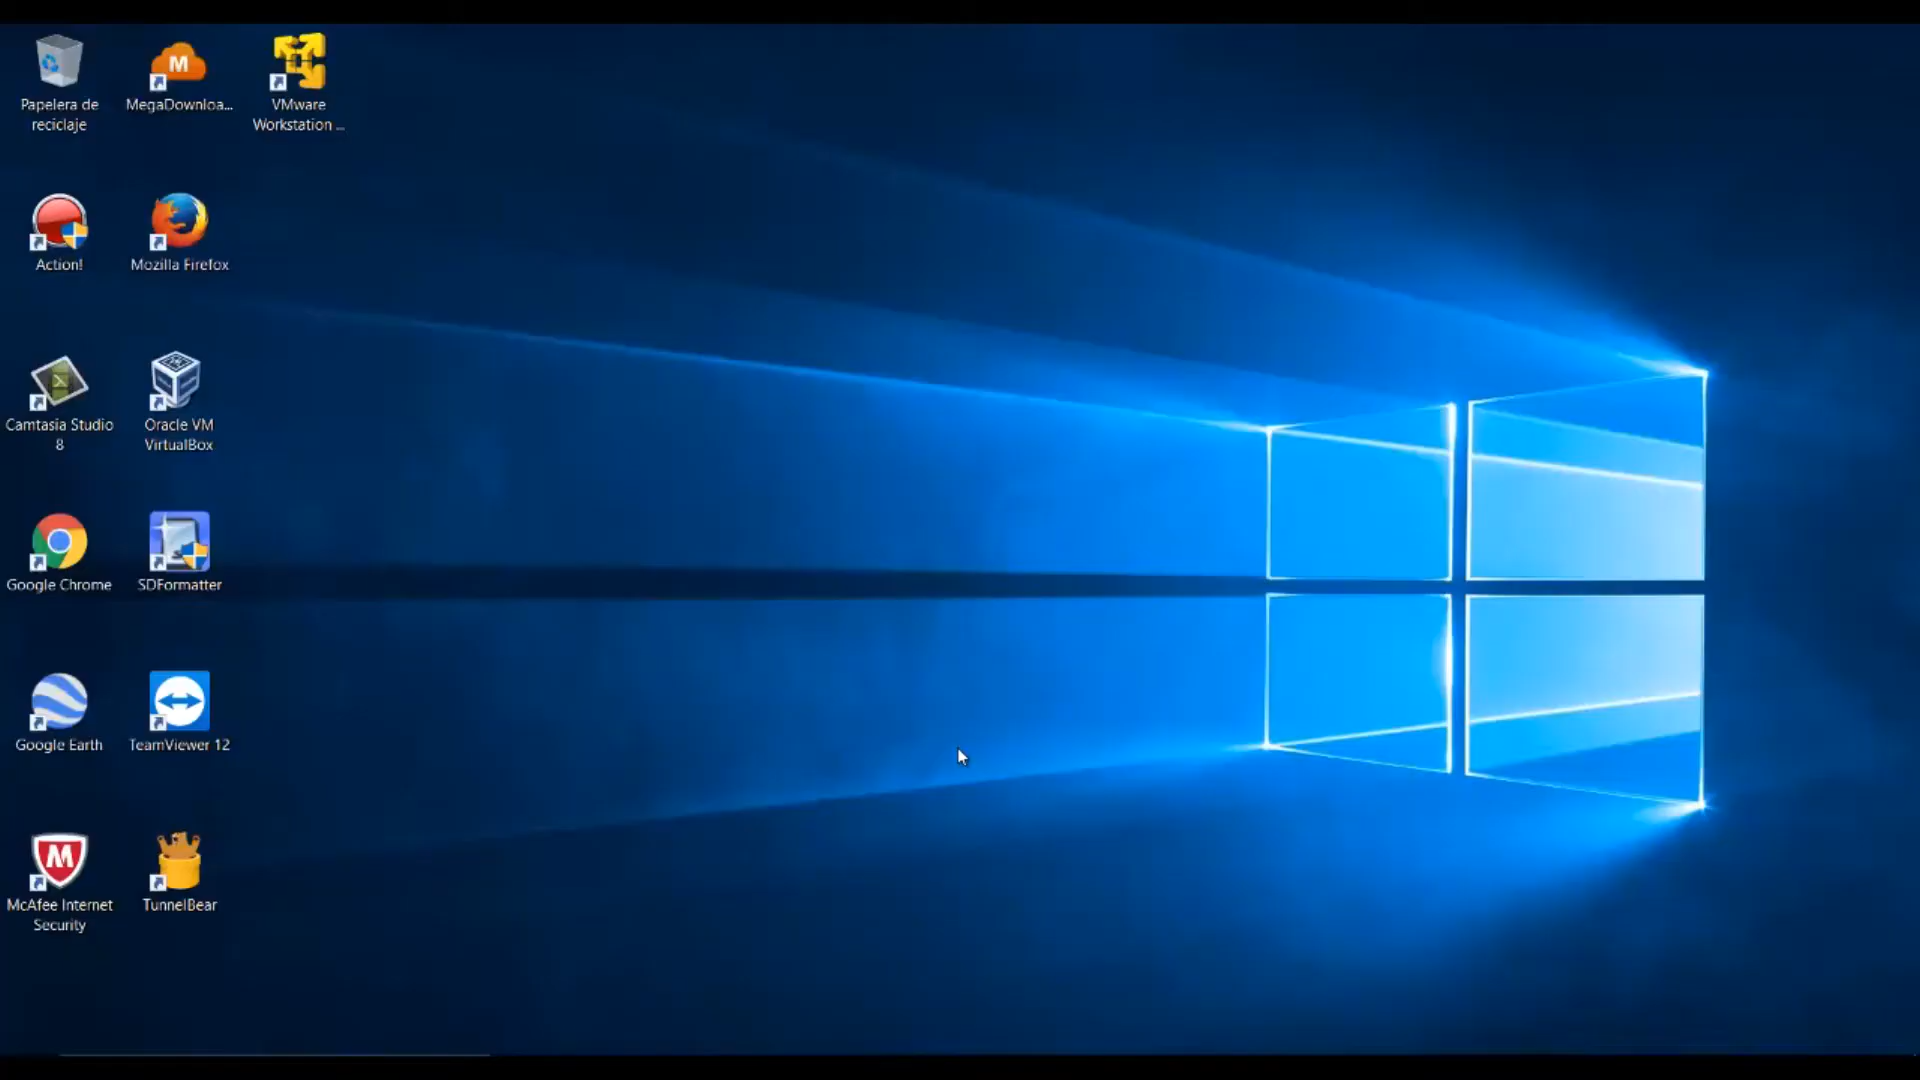 Papelera de
reciclaje
MegaDownloa...
VMware
Workstation ...
Action!
Mozilla Firefox
Camtasia Studio
8
Oracle VM
VirtualBox
Google Chrome
SDFormatter
Google Earth
TeamViewer 12
McAfee Internet
Security
TunnelBear